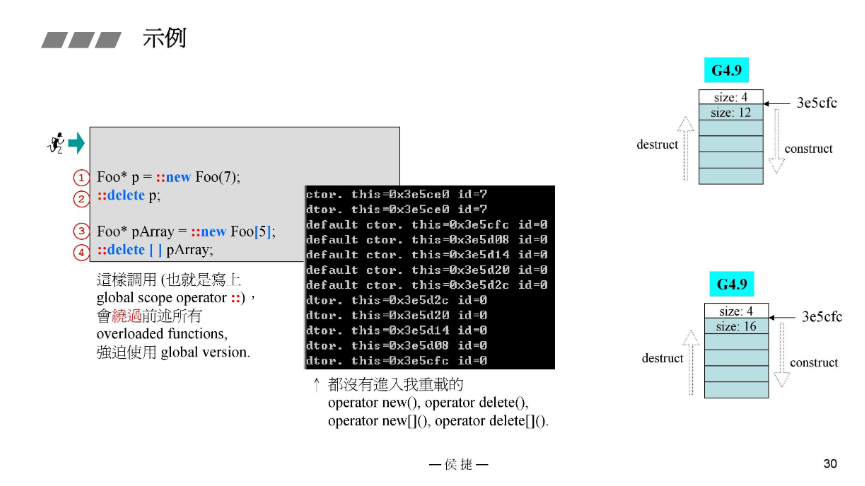 示例
① Foo* p = ::new Foo(7);
② ::delete p;
③ Foo* pArray = ::new Foo[5];
④ ::delete [ ] pArray;
這樣調用 (也就是寫上
global scope operator ::)，
會繞過前述所有
overloaded functions,
強迫使用 global version.
ctor. this=0x3e5ce0 id=7
dtor. this=0x3e5ce0 id=7
default ctor. this=0x3e5cfc id=0
default ctor. this=0x3e5d08 id=0
default ctor. this=0x3e5d14 id=0
default ctor. this=0x3e5d20 id=0
default ctor. this=0x3e5d2c id=0
dtor. this=0x3e5d2c id=0
dtor. this=0x3e5d20 id=0
dtor. this=0x3e5d14 id=0
dtor. this=0x3e5d08 id=0
dtor. this=0x3e5cfc id=0
↑ 都沒有進入我重載的
operator new(), operator delete(),
operator new[](), operator delete[]().
G4.9
size: 4
3e5cfc
size: 12
destruct
construct
G4.9
size: 4
3e5cfc
size: 16
destruct
construct
— 侯捷 —
30